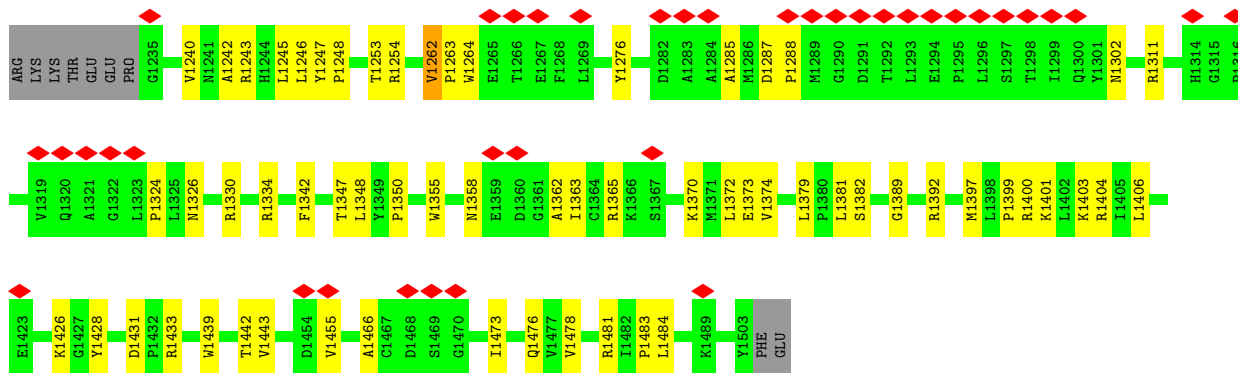 ARG LYS LYS THR GLU GLU PRO G1235 V1240 N1241 A1242 R1243 H1244 L1245 L1246 Y1247 P1248 T1253 R1254 V1262 P1263 W1264 E1265 T1266 E1267 F1268 L1269 Y1276 D1282 A1283 A1284 A1285 M1286 D1287 P1288 M1289 G1290 D1291 T1292 L1293 E1294 P1295 L1296 S1297 T1298 I1299 Q1300 Y1301 N1302 R1311 H1314 G1315
V1319 Q1320 A1321 G1322 L1323 P1324 L1325 N1326 R1330 R1334 F1342 T1347 L1348 Y1349 P1350 W1355 N1358 E1359 D1360 G1361 A1362 I1363 C1364 R1365 K1366 S1367 K1370 M1371 L1372 E1373 V1374 L1379 P1380 L1381 S1382 G1389 R1392 M1397 L1398 P1399 R1400 K1401 L1402 K1403 R1404 I1405 L1406
E1423 K1426 G1427 Y1428 D1431 P1432 R1433 W1439 T1442 V1443 D1454 V1455 A1466 C1467 D1468 S1469 G1470 I1473 Q1476 V1477 V1478 R1481 I1482 P1483 L1484 K1489 Y1503 PHE GLU